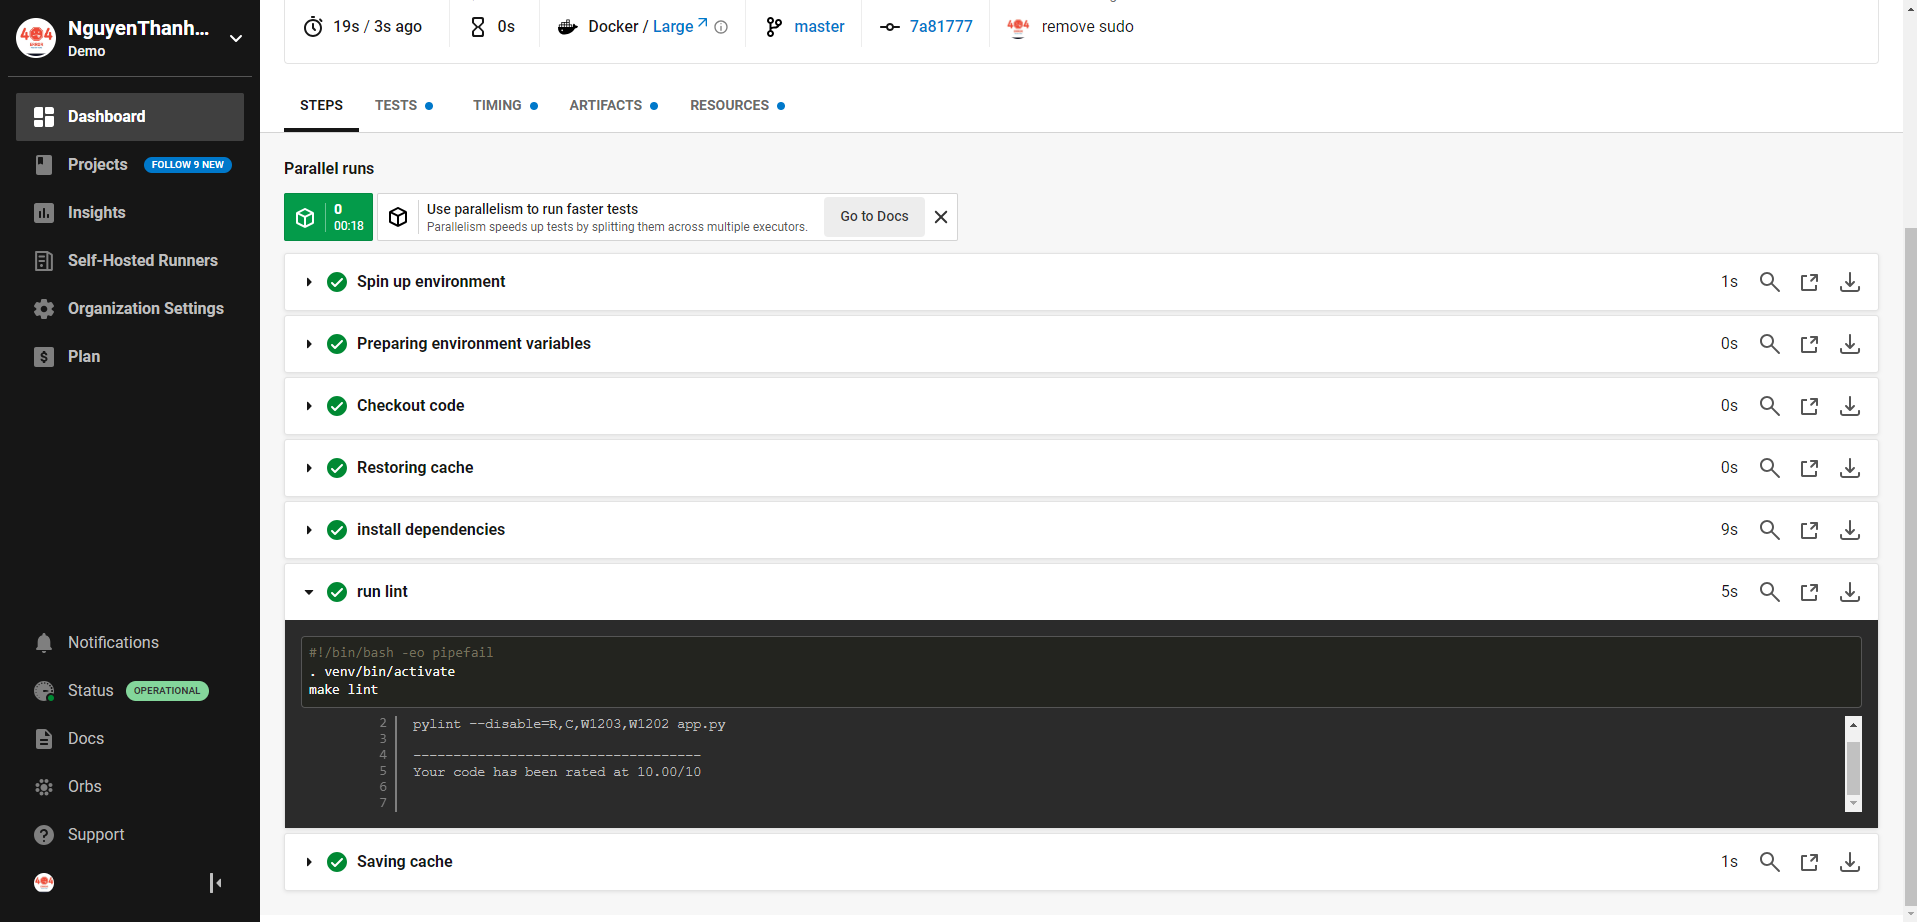 NguyenThanh...
Demo
Dashboard
Projects FOLLOW 9 NEW
Insights
Self-Hosted Runners
Organization Settings
Plan
Notifications
Status OPERATIONAL
Docs
Orbs
Support
19s / 3s ago
0s
Docker / Large
master
7a81777
remove sudo
STEPS TESTS TIMING ARTIFACTS RESOURCES
Parallel runs
0
00:18
Use parallelism to run faster tests
Parallelism speeds up tests by splitting them across multiple executors.
Go to Docs
Spin up environment 1s
Preparing environment variables 0s
Checkout code 0s
Restoring cache 0s
install dependencies 9s
run lint 5s
#!/bin/bash -eo pipefail
. venv/bin/activate
make lint
2 pylint --disable=R,C,W1203,W1202 app.py
3
4 ------------------------------------
5 Your code has been rated at 10.00/10
6
7
Saving cache 1s